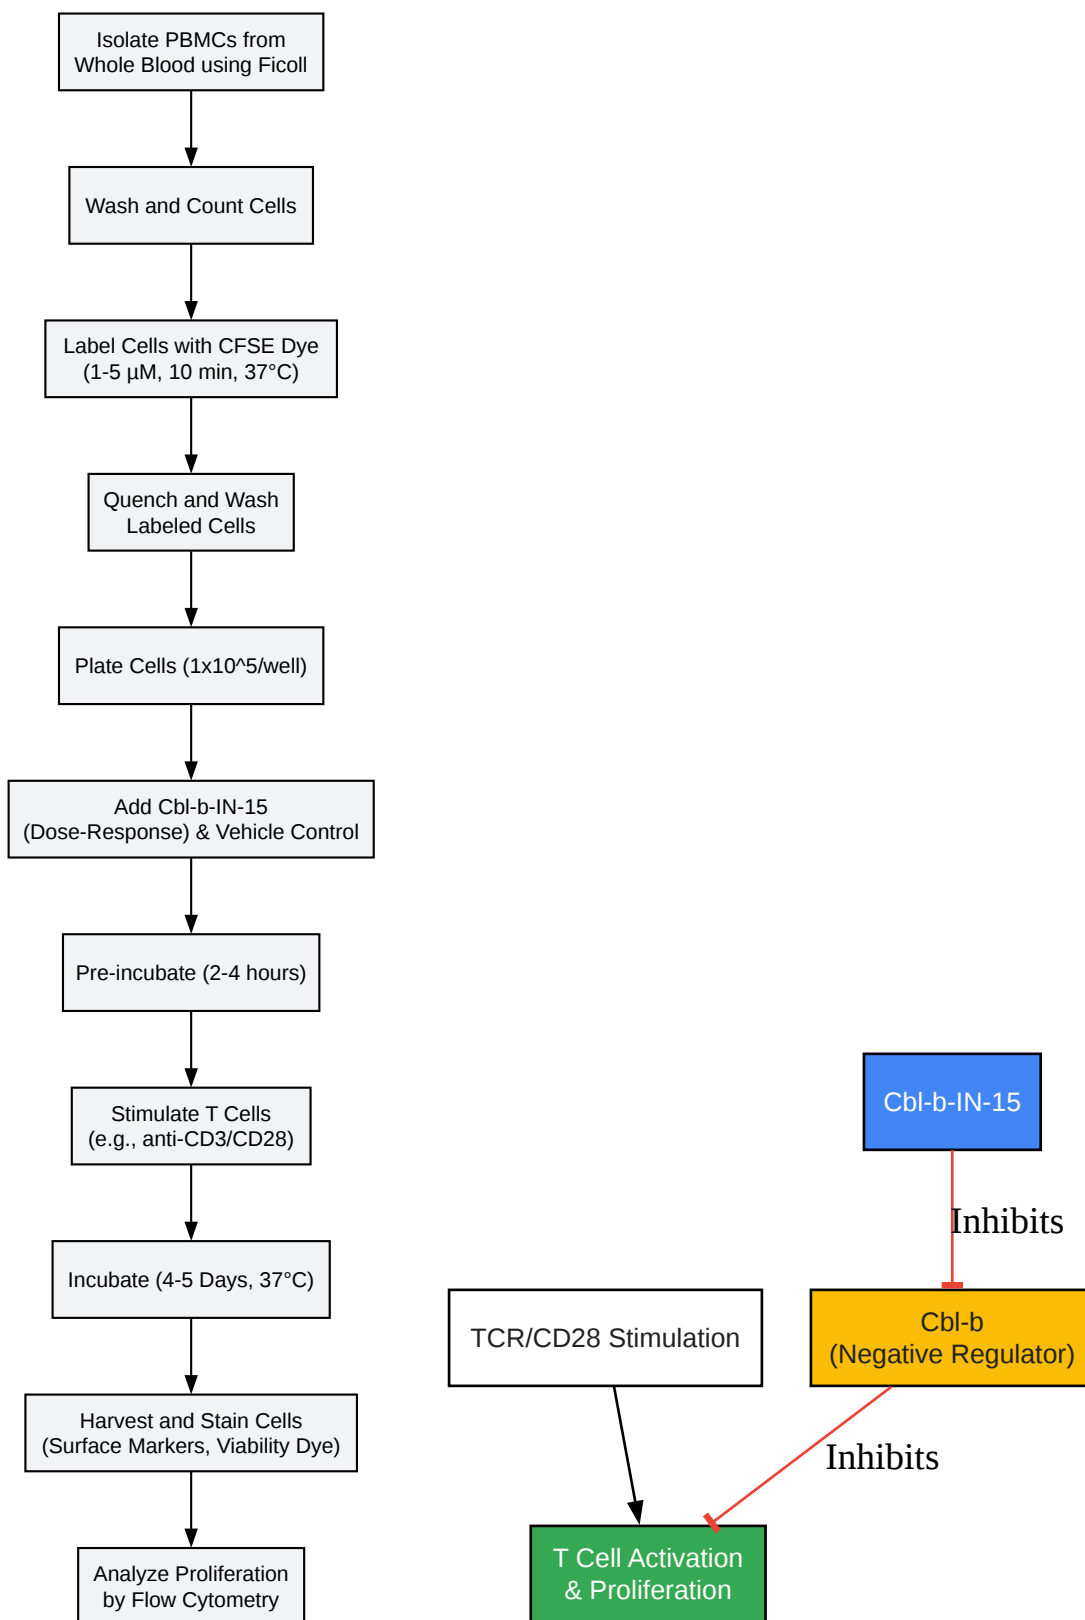 Isolate PBMCs from
Whole Blood using Ficoll
Wash and Count Cells
Label Cells with CFSE Dye
(1-5 µM, 10 min, 37°C)
Quench and Wash
Labeled Cells
Plate Cells (1x10^5/well)
Add Cbl-b-IN-15
(Dose-Response) & Vehicle Control
Pre-incubate (2-4 hours)
Stimulate T Cells
(e.g., anti-CD3/CD28)
Incubate (4-5 Days, 37°C)
Harvest and Stain Cells
(Surface Markers, Viability Dye)
Analyze Proliferation
by Flow Cytometry
Cbl-b-IN-15
Inhibits
TCR/CD28 Stimulation
Cbl-b
(Negative Regulator)
Inhibits
T Cell Activation
& Proliferation